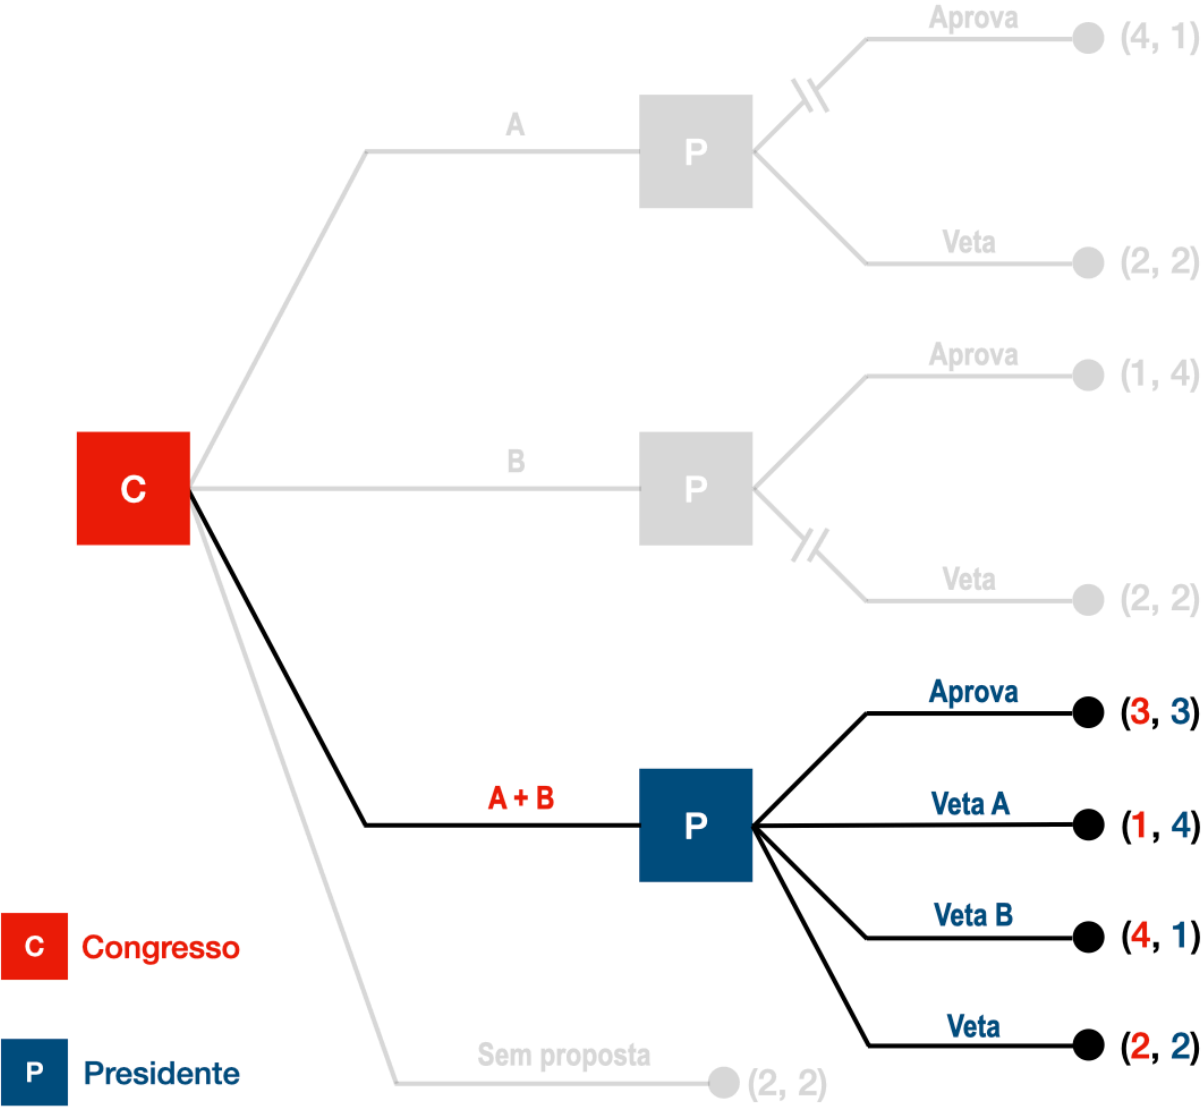 Aprova
(4, 1)
A
P
Veta
(2, 2)
Aprova
(1, 4)
B
C
P
Veta
(2, 2)
Aprova
(3, 3)
A + B
P
Veta A
(1, 4)
Veta B
(4, 1)
Veta
(2, 2)
C Congresso
Sem proposta
(2, 2)
P Presidente